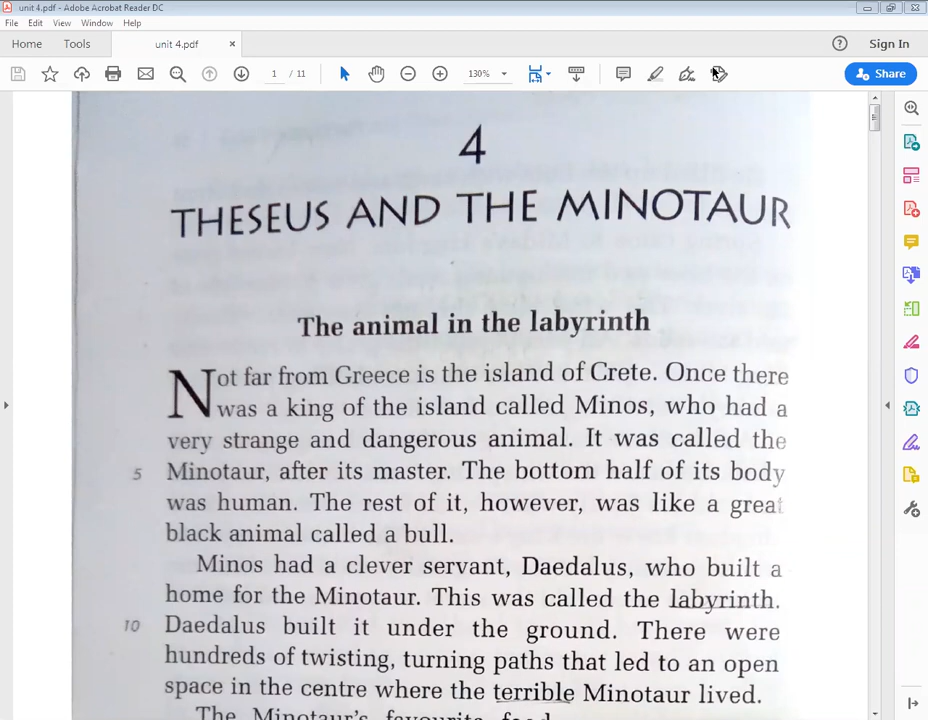 unit 4.pdf - Adobe Acrobat Reader DC
File Edit View Window Help
Home Tools unit 4.pdf × Sign In
1 / 11 130% Share
4
THESEUS AND THE MINOTAUR
The animal in the labyrinth
Not far from Greece is the island of Crete. Once there
was a king of the island called Minos, who had a
very strange and dangerous animal. It was called the
5 Minotaur, after its master. The bottom half of its body
was human. The rest of it, however, was like a great
black animal called a bull.
Minos had a clever servant, Daedalus, who built a
home for the Minotaur. This was called the labyrinth.
10 Daedalus built it under the ground. There were
hundreds of twisting, turning paths that led to an open
space in the centre where the terrible Minotaur lived.
The Minotaur's favourite food